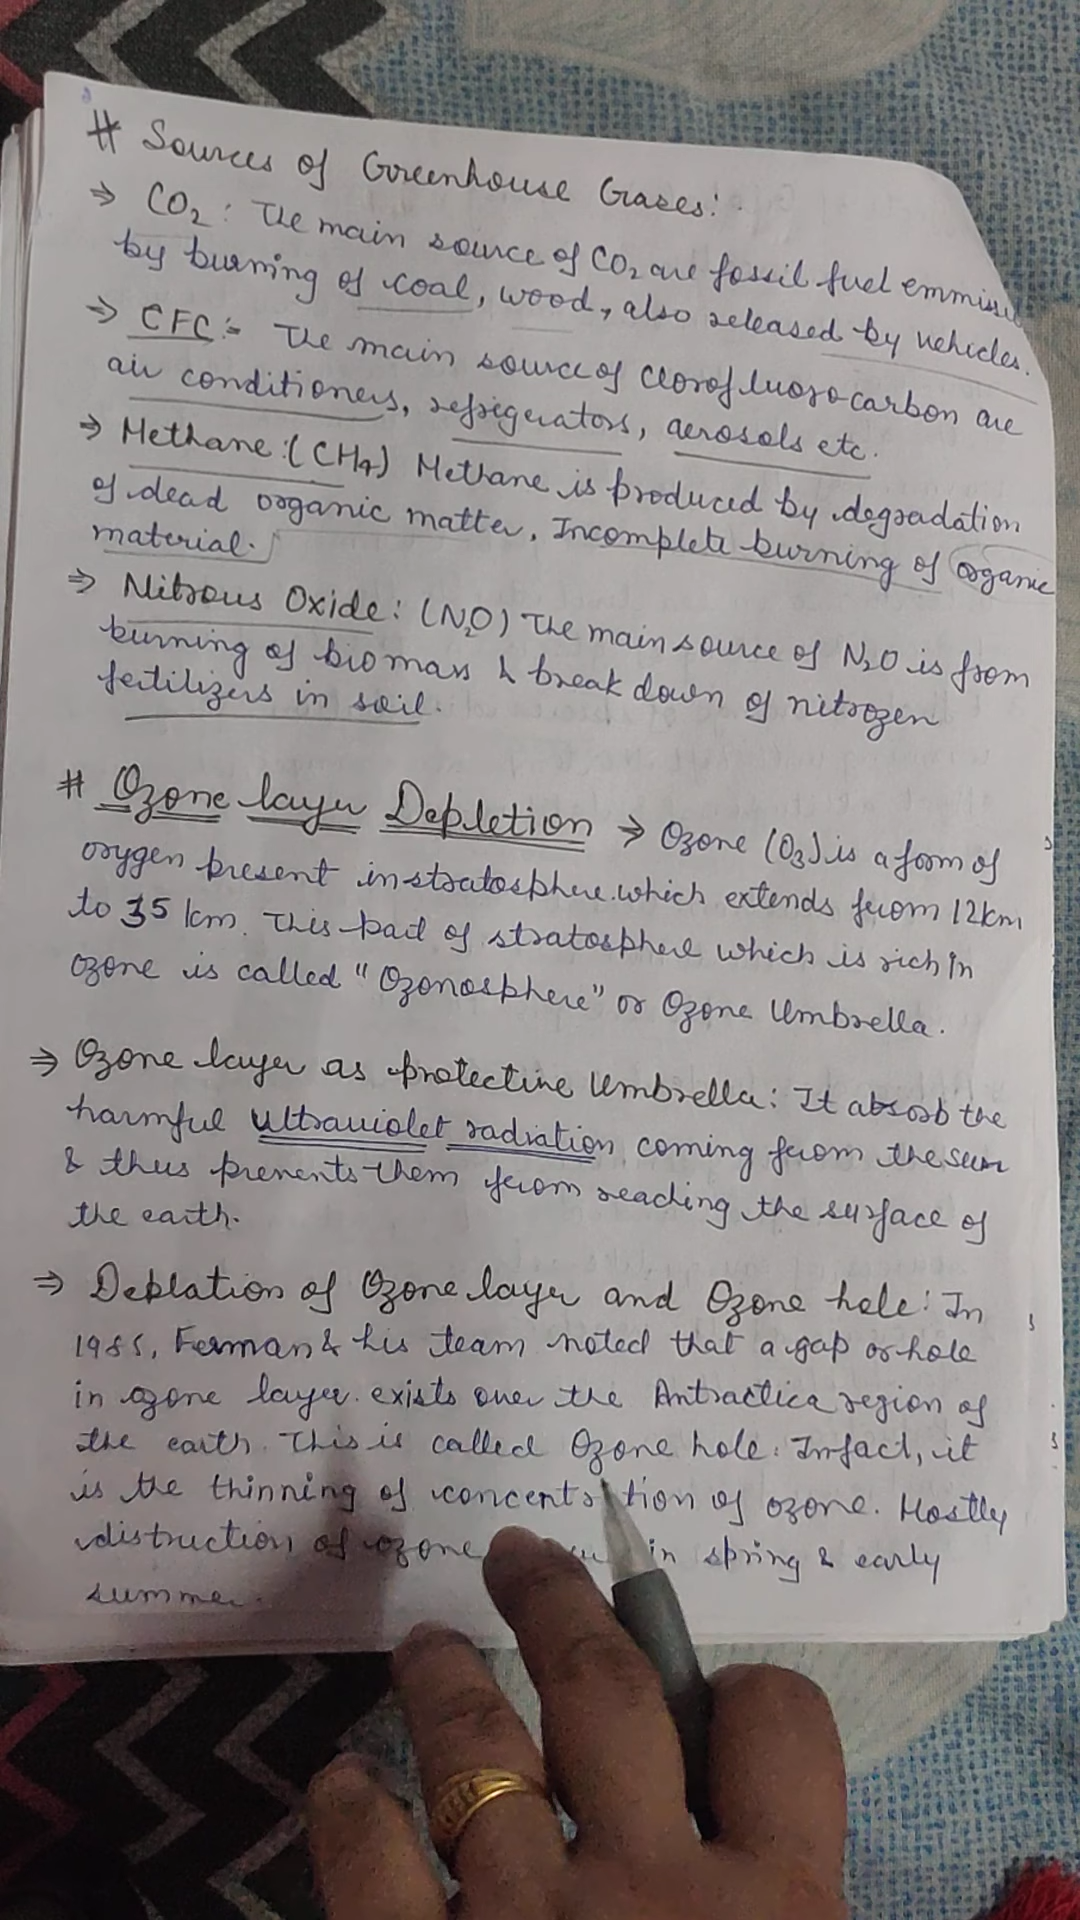 # Sources of Greenhouse Gases:
⇒ CO2: The main source of CO2 are fossil fuel
by burning of coal, wood, also released by vehicles.
⇒ CFC:- The main source of clorofluorocarbon are
air conditioners, refrigerators, aerosols etc.
⇒ Methane:(CH4) Methane is produced by degradation
of dead organic matter, Incomplete burning of organic
material.
⇒ Nitrous Oxide: (N2O) The main source of N2O is from
burning of biomass & break down of nitrogen
fertilizers in soil.
# Ozone layer Depletion ⇒ Ozone (O3) is a form of
oxygen present in stratosphere which extends from 12km
to 35 km. This part of stratosphere which is rich in
ozone is called "Ozonosphere" or Ozone Umbrella.
⇒ Ozone layer as protective Umbrella: It absorb the
harmful ultraviolet radiation coming from the sun
& thus prevents them from reaching the surface of
the earth.
⇒ Deplation of Ozone layer and Ozone hole: In
1985, Ferman & his team noted that a gap or hole
in ozone layer exists over the Antractica region of
the earth. This is called Ozone hole. Infact, it
is the thinning of of ozone. Mostly
distruction of ozone in spring & early